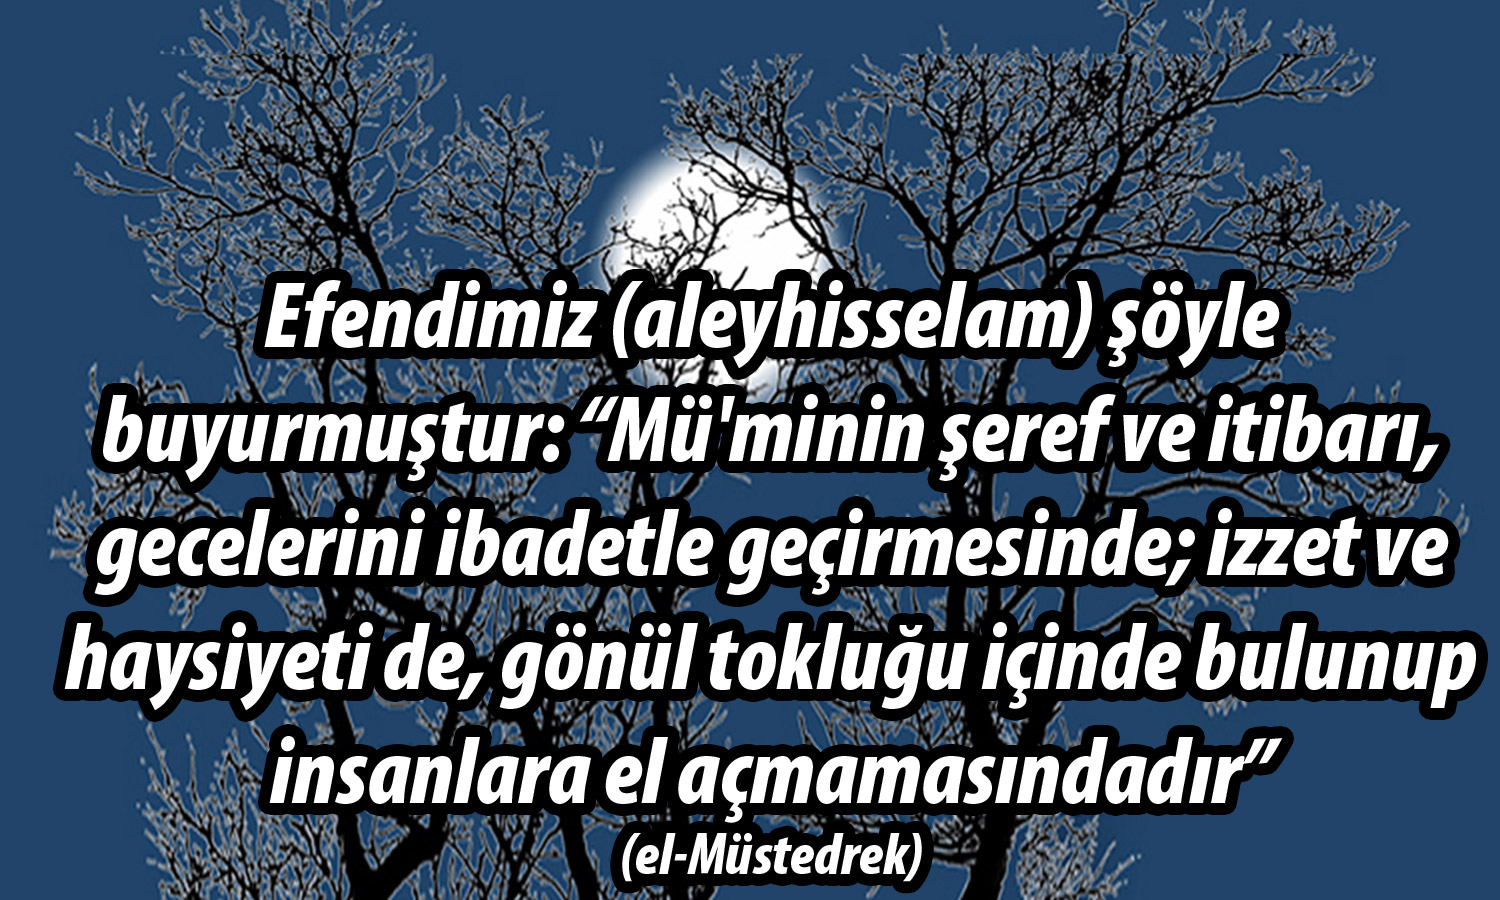 Efendimiz (aleyhisselam) şöyle
buyurmuştur: “Mü'minin şeref ve itibarı,
gecelerini ibadetle geçirmesinde; izzet ve
haysiyeti de, gönül tokluğu içinde bulunup
insanlara el açmamasındadır”
(el-Müstedrek)